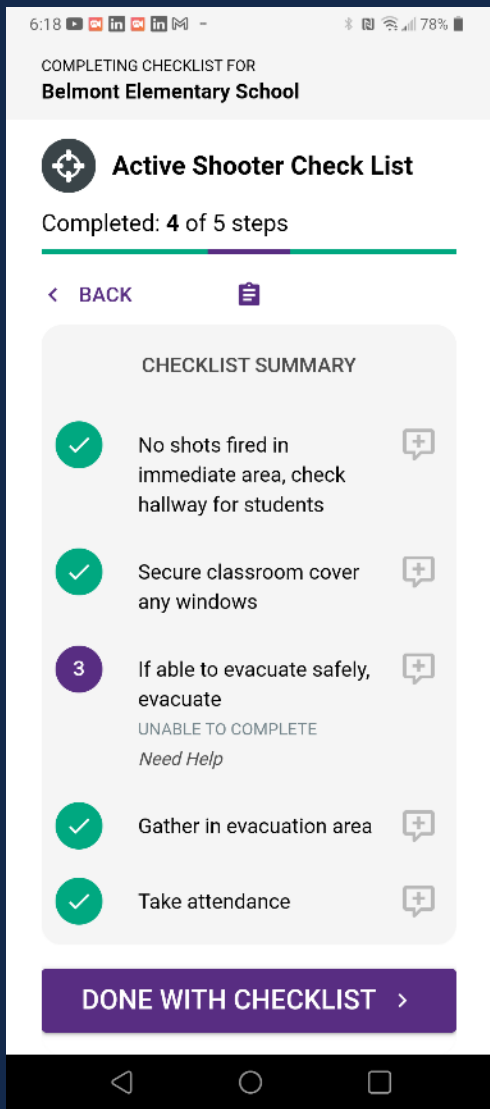 6:18 in in –
78%
COMPLETING CHECKLIST FOR
Belmont Elementary School
Active Shooter Check List
Completed: 4 of 5 steps
BACK
CHECKLIST SUMMARY
No shots fired in
immediate area, check
hallway for students
Secure classroom cover
any windows
3 If able to evacuate safely,
evacuate
UNABLE TO COMPLETE
Need Help
Gather in evacuation area
Take attendance
DONE WITH CHECKLIST